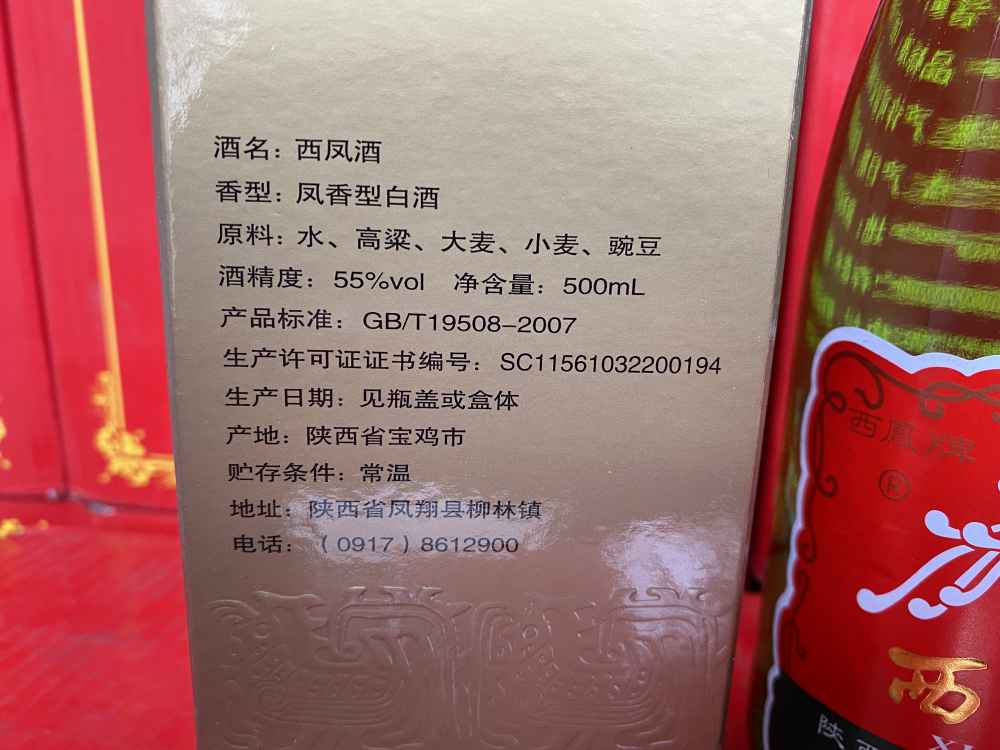 酒名：西凤酒
香型：凤香型白酒
原料：水、高粱、大麦、小麦、豌豆
酒精度：55%vol 净含量：500mL
产品标准：GB/T19508-2007
生产许可证证书编号：SC11561032200194
生产日期：见瓶盖或盒体
产地：陕西省宝鸡市
贮存条件：常温
地址：陕西省凤翔县柳林镇
电话：（0917）8612900
西鳳牌
®
西
陕西